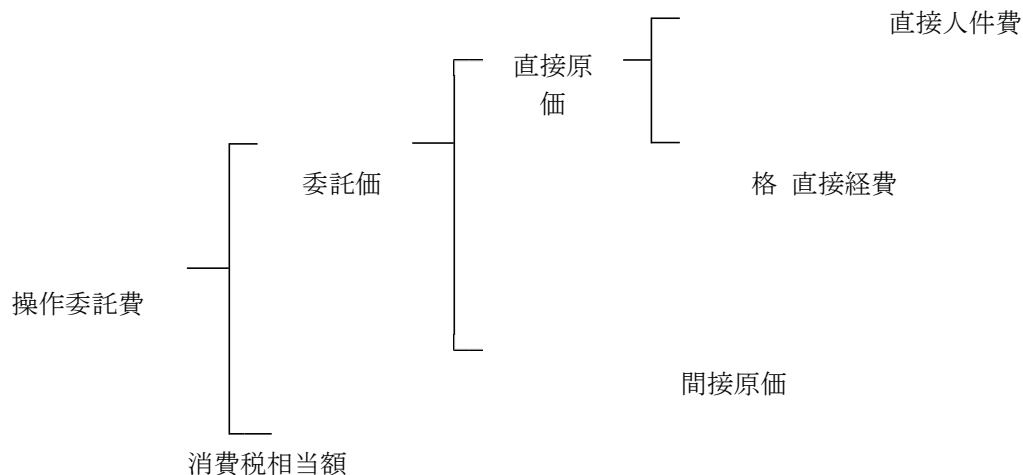 直接人件費
直接原
価
委託価
格 直接経費
操作委託費
間接原価
消費税相当額